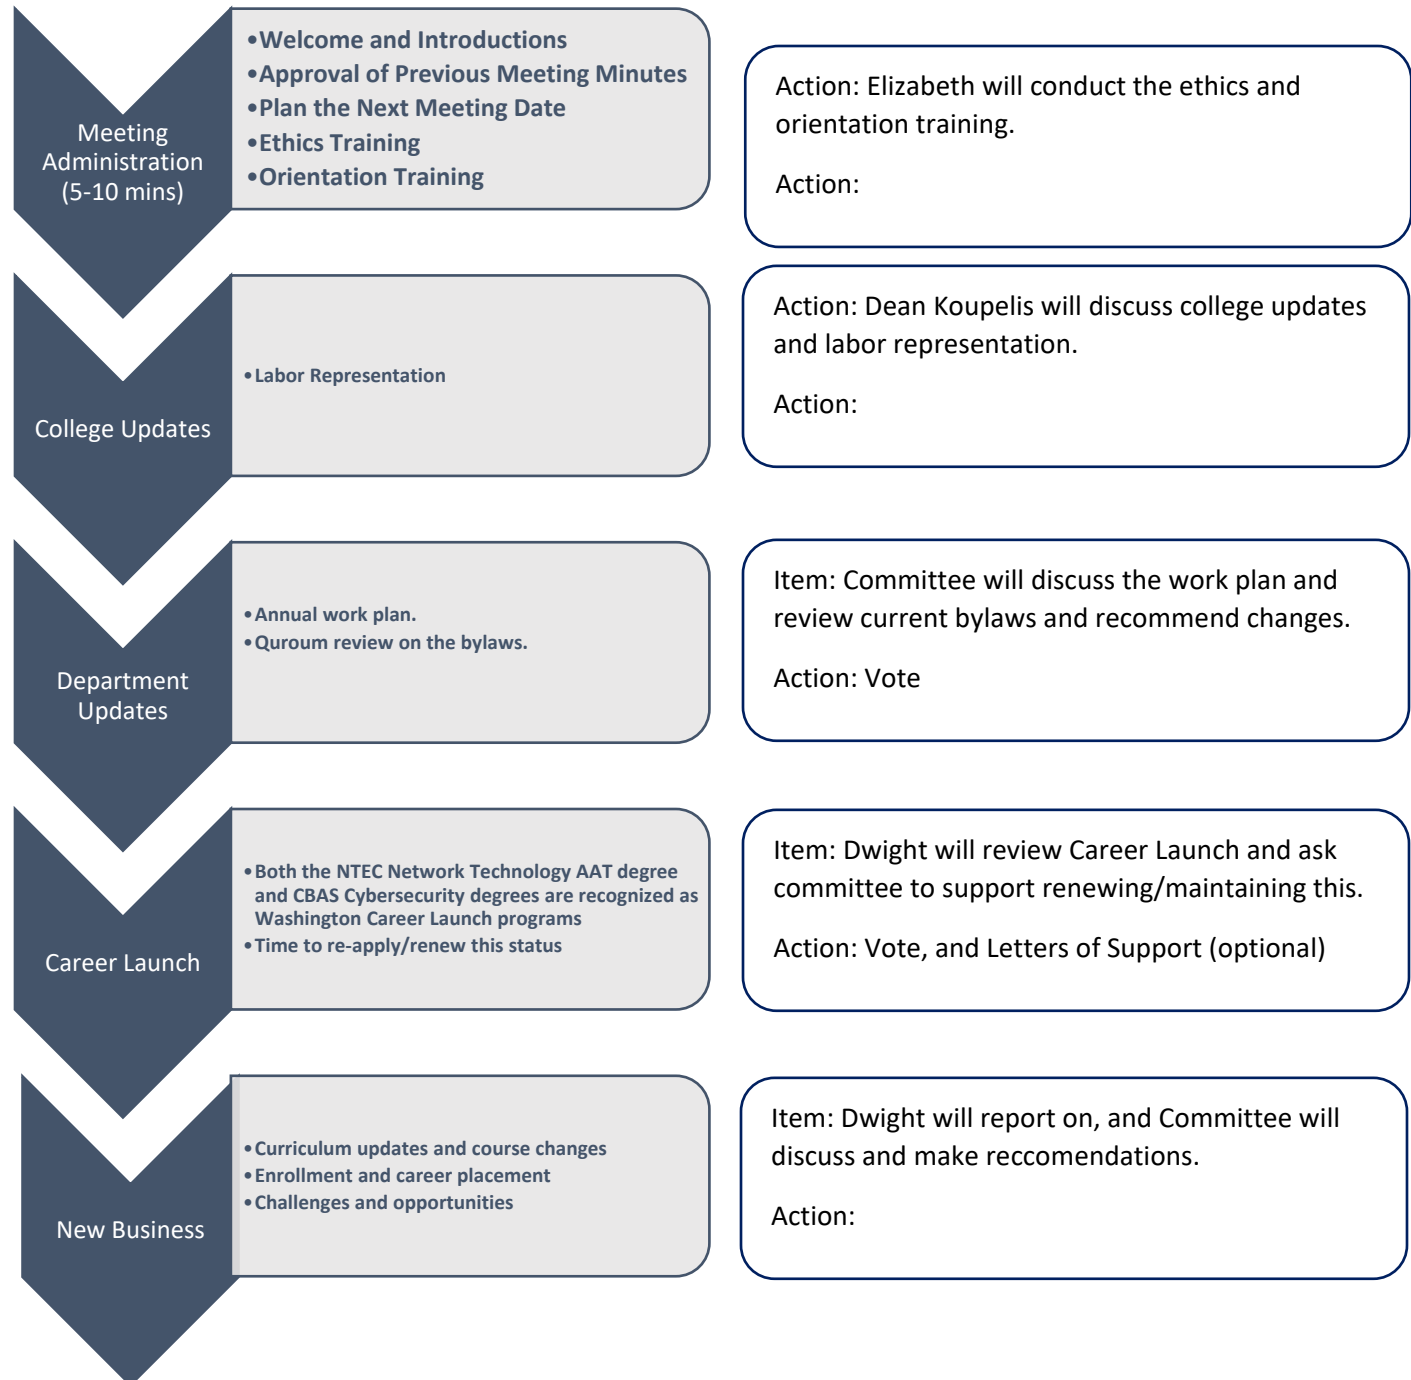 Meeting
Administration
(5-10 mins)
•Welcome and Introductions
•Approval of Previous Meeting Minutes
•Plan the Next Meeting Date
•Ethics Training
•Orientation Training
Action: Elizabeth will conduct the ethics and
orientation training.
Action:
College Updates
•Labor Representation
Action: Dean Koupelis will discuss college updates
and labor representation.
Action:
Department
Updates
•Annual work plan.
•Quroum review on the bylaws.
Item: Committee will discuss the work plan and
review current bylaws and recommend changes.
Action: Vote
Career Launch
•Both the NTEC Network Technology AAT degree
and CBAS Cybersecurity degrees are recognized as
Washington Career Launch programs
•Time to re-apply/renew this status
Item: Dwight will review Career Launch and ask
committee to support renewing/maintaining this.
Action: Vote, and Letters of Support (optional)
New Business
•Curriculum updates and course changes
•Enrollment and career placement
•Challenges and opportunities
Item: Dwight will report on, and Committee will
discuss and make reccomendations.
Action: